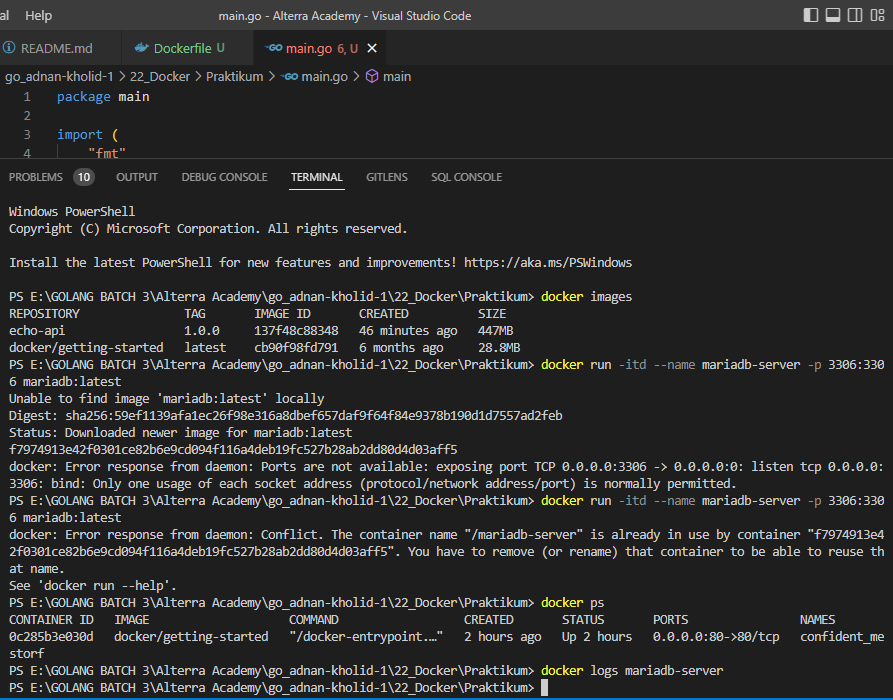 al Help main.go - Alterra Academy - Visual Studio Code
README.md Dockerfile U main.go 6, U
go_adnan-kholid-1 > 22_Docker > Praktikum > main.go > main
1 package main
2
3 import (
4 "fmt"
PROBLEMS 10 OUTPUT DEBUG CONSOLE TERMINAL GITLENS SQL CONSOLE
Windows PowerShell
Copyright (C) Microsoft Corporation. All rights reserved.
Install the latest PowerShell for new features and improvements! https://aka.ms/PSWindows
PS E:\GOLANG BATCH 3\Alterra Academy\go_adnan-kholid-1\22_Docker\Praktikum> docker images
REPOSITORY TAG IMAGE ID CREATED SIZE
echo-api 1.0.0 137f48c88348 46 minutes ago 447MB
docker/getting-started latest cb90f98fd791 6 months ago 28.8MB
PS E:\GOLANG BATCH 3\Alterra Academy\go_adnan-kholid-1\22_Docker\Praktikum> docker run -itd --name mariadb-server -p 3306:330
6 mariadb:latest
Unable to find image 'mariadb:latest' locally
Digest: sha256:59ef1139afa1ec26f98e316a8dbef657daf9f64f84e9378b190d1d7557ad2feb
Status: Downloaded newer image for mariadb:latest
f7974913e42f0301ce82b6e9cd094f116a4deb19fc527b28ab2dd80d4d03aff5
docker: Error response from daemon: Ports are not available: exposing port TCP 0.0.0.0:3306 -> 0.0.0.0:0: listen tcp 0.0.0.0:
3306: bind: Only one usage of each socket address (protocol/network address/port) is normally permitted.
PS E:\GOLANG BATCH 3\Alterra Academy\go_adnan-kholid-1\22_Docker\Praktikum> docker run -itd --name mariadb-server -p 3306:330
6 mariadb:latest
docker: Error response from daemon: Conflict. The container name "/mariadb-server" is already in use by container "f7974913e4
2f0301ce82b6e9cd094f116a4deb19fc527b28ab2dd80d4d03aff5". You have to remove (or rename) that container to be able to reuse th
at name.
See 'docker run --help'.
PS E:\GOLANG BATCH 3\Alterra Academy\go_adnan-kholid-1\22_Docker\Praktikum> docker ps
CONTAINER ID IMAGE COMMAND CREATED STATUS PORTS NAMES
0c285b3e030d docker/getting-started "/docker-entrypoint.…" 2 hours ago Up 2 hours 0.0.0.0:80->80/tcp confident_me
storf
PS E:\GOLANG BATCH 3\Alterra Academy\go_adnan-kholid-1\22_Docker\Praktikum> docker logs mariadb-server
PS E:\GOLANG BATCH 3\Alterra Academy\go_adnan-kholid-1\22_Docker\Praktikum>